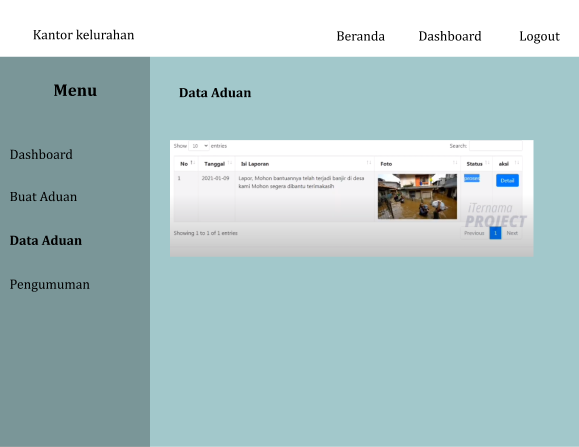 Kantor kelurahan
Beranda Dashboard Logout
Menu
Data Aduan
Dashboard
Buat Aduan
Data Aduan
Pengumuman
Show 10 entries
Search:
No Tanggal Isi Laporan Foto Status aksi
1 2021-01-09 Lapor, Mohon bantuannya telah terjadi banjir di desa Detail
kami Mohon segera dibantu terimakasih
iTernama
PROJECT
Showing 1 to 1 of 1 entries
Previous 1 Next